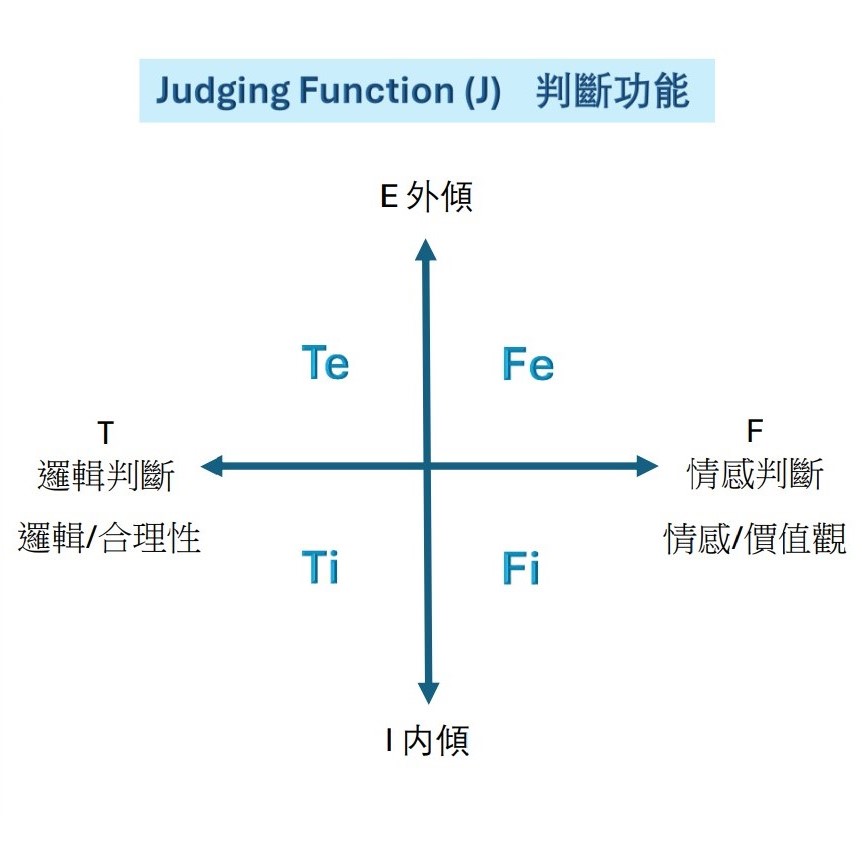 Judging Function (J) 判斷功能
E 外傾
Te
Fe
T
邏輯判斷
邏輯/合理性
F
情感判斷
情感/價值觀
Ti
Fi
I 內傾